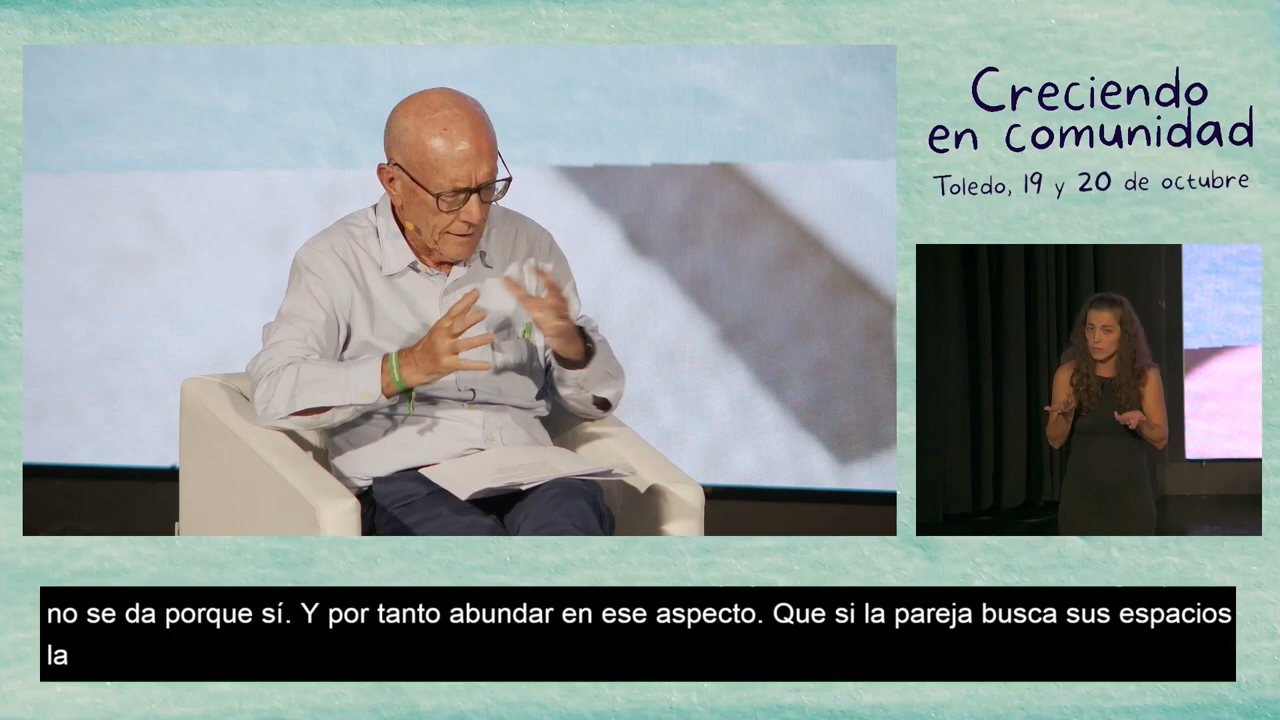 Creciendo
en comunidad
Toledo, 19 y 20 de octubre
no se da porque sí. Y por tanto abundar en ese aspecto. Que si la pareja busca sus espacios
la